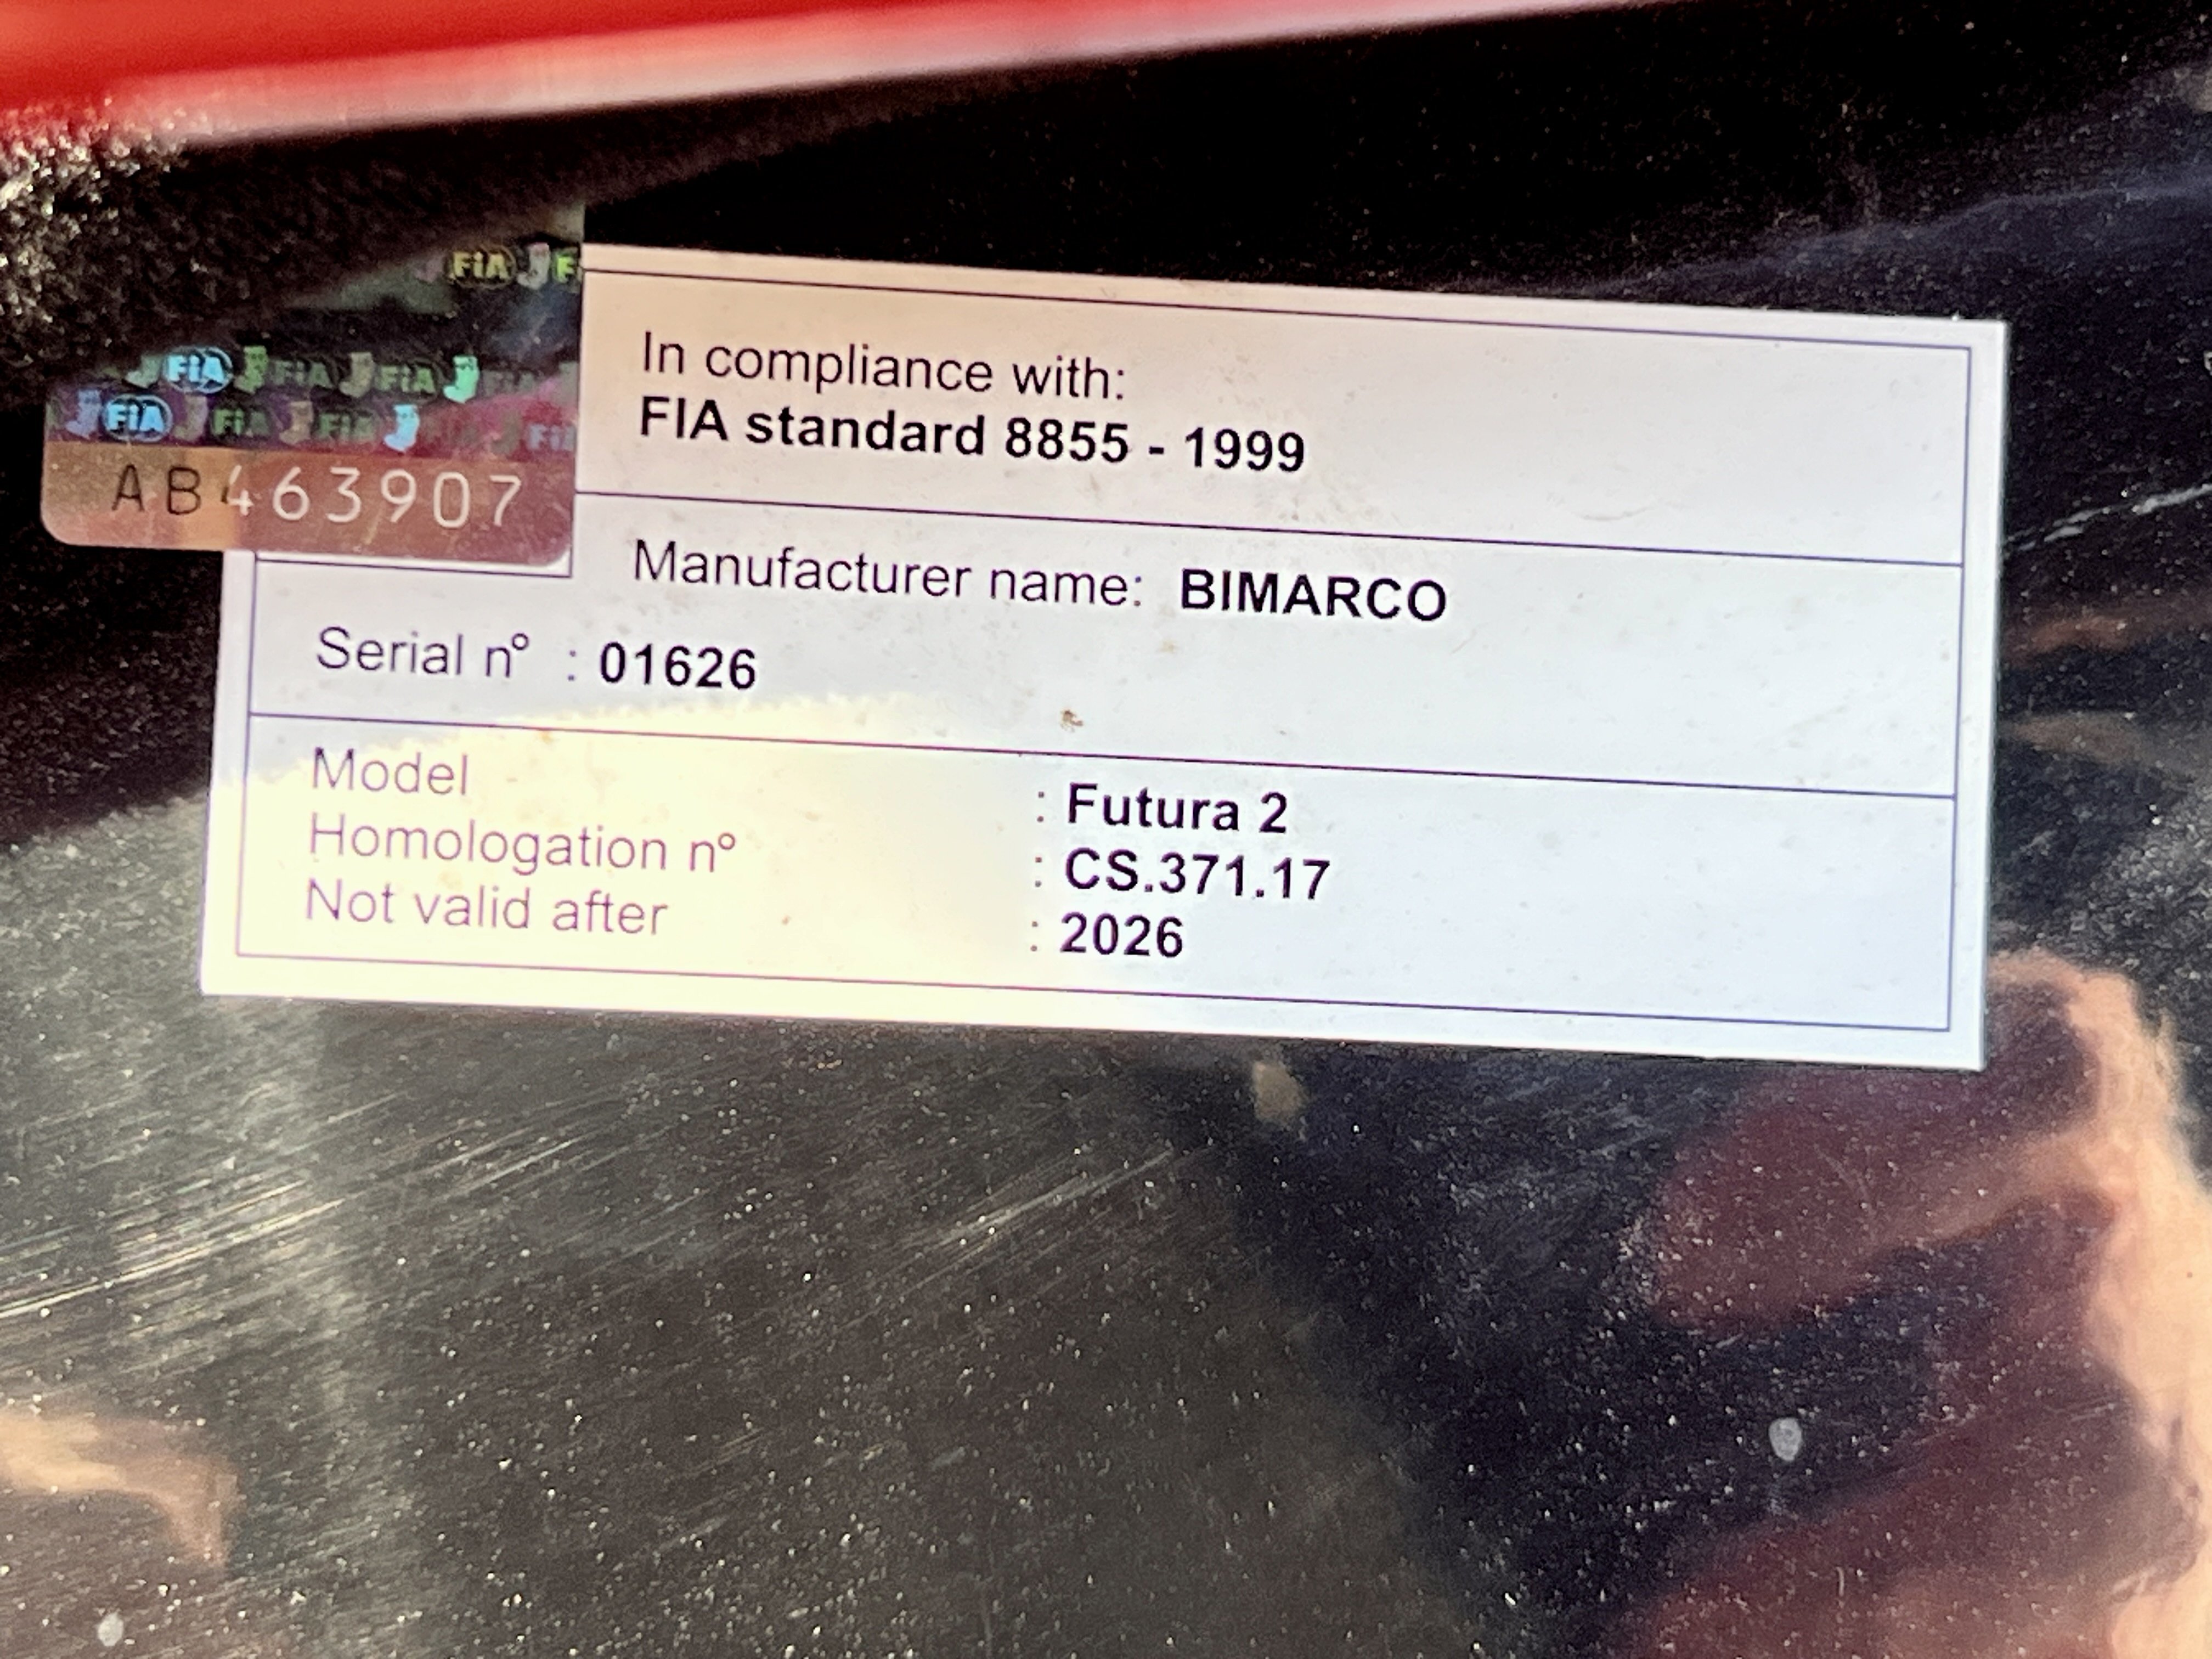 FiA F
FiA FiA FiA
FiA FiA FiA Fi
AB463907
In compliance with:
FIA standard 8855 - 1999
Manufacturer name: BIMARCO
Serial n° : 01626
Model : Futura 2
Homologation n° : CS.371.17
Not valid after : 2026